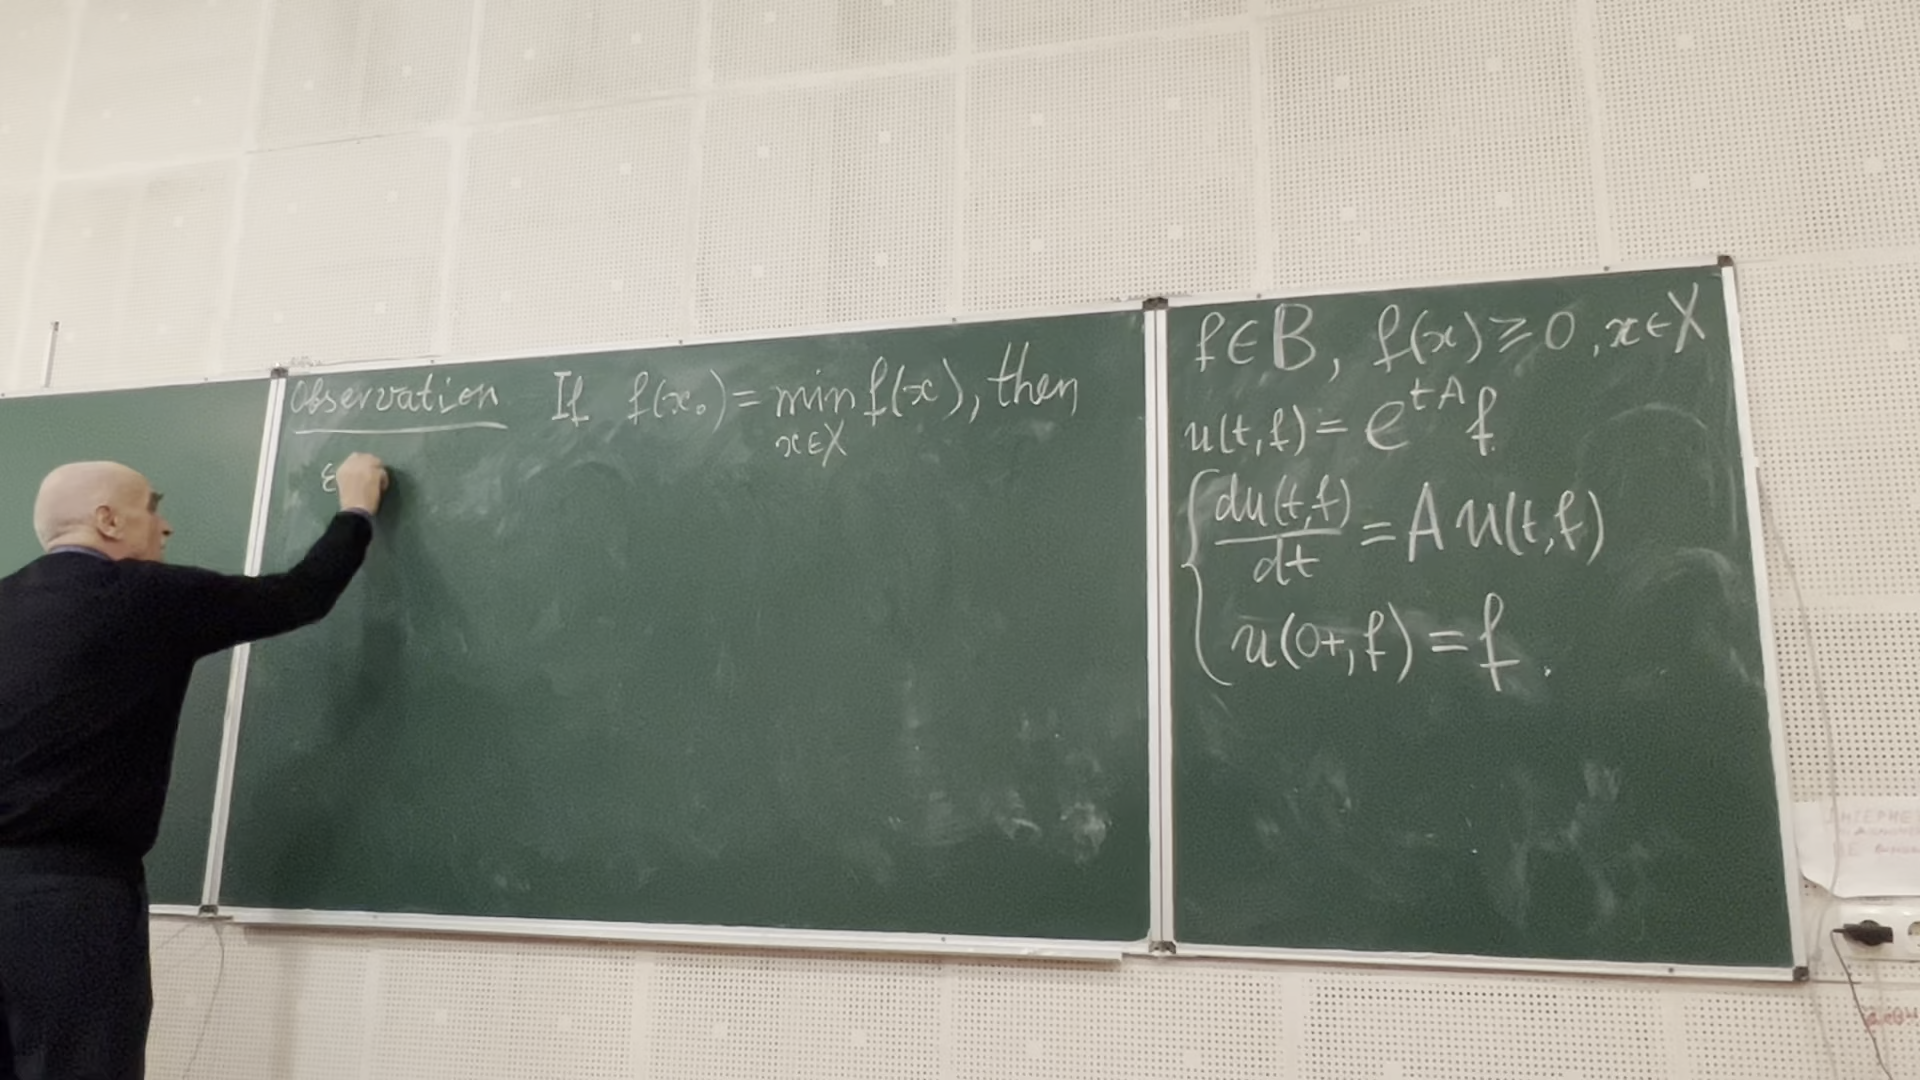 Observation If f(x₀) = min f(x), then
x∈X
ε
f ∈ B, f(x) ≥ 0, x∈X
u(t,f) = e^{tA} f.
{ du(t,f)/dt = A u(t,f)
u(0+,f) = f.